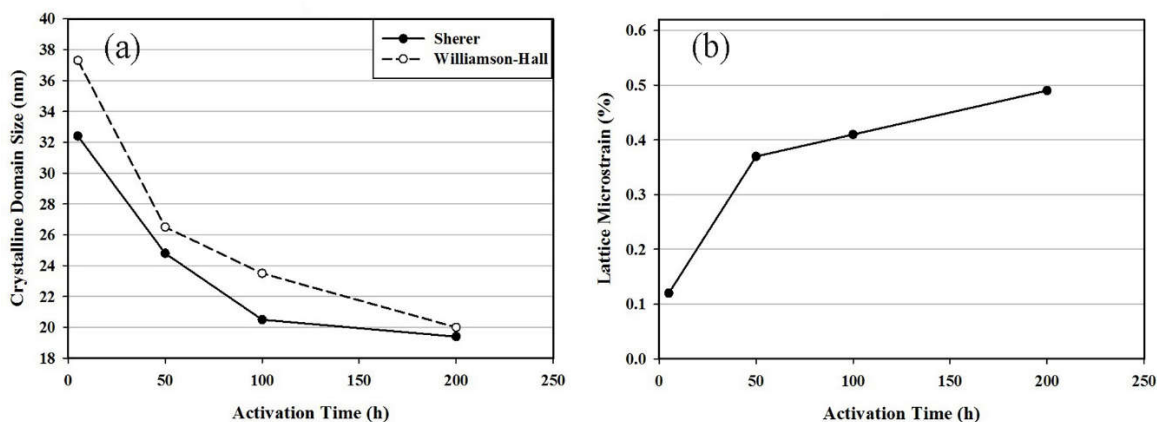 (a)
Sherer
Williamson-Hall
Crystalline Domain Size (nm)
40
38
36
34
32
30
28
26
24
22
20
18
0 50 100 150 200 250
Activation Time (h)
(b)
Lattice Microstrain (%)
0.6
0.5
0.4
0.3
0.2
0.1
0.0
0 50 100 150 200 250
Activation Time (h)